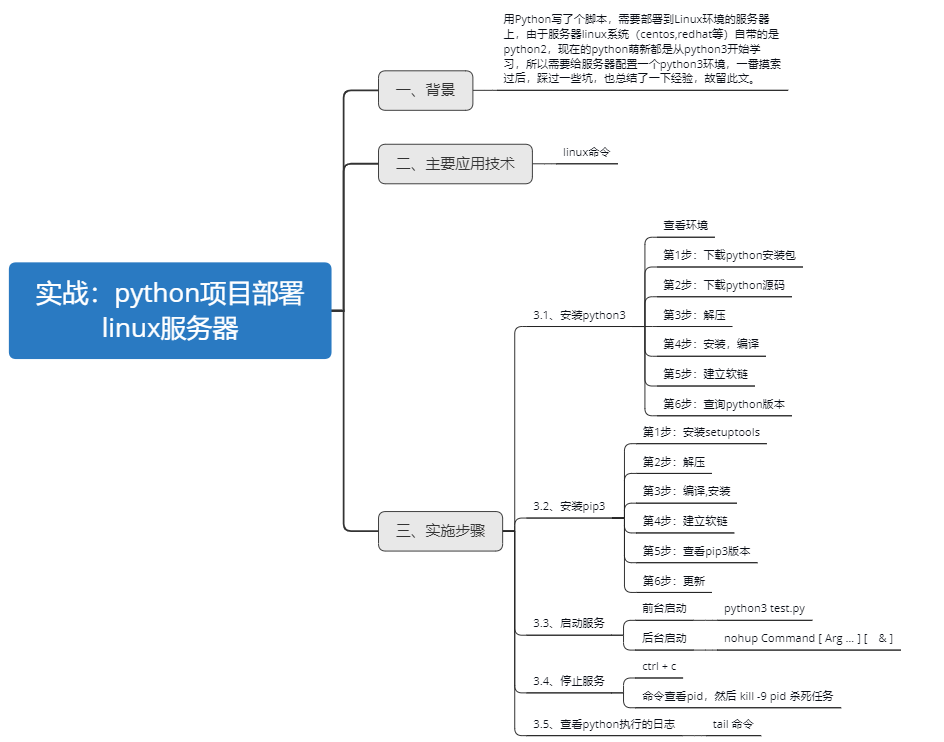 实战：python项目部署
linux服务器
一、背景
用Python写了个脚本，需要部署到Linux环境的服务器
上，由于服务器linux系统（centos,redhat等）自带的是
python2，现在的python萌新都是从python3开始学
习，所以需要给服务器配置一个python3环境，一番摸索
过后，踩过一些坑，也总结了一下经验，故留此文。
二、主要应用技术
linux命令
三、实施步骤
3.1、安装python3
查看环境
第1步：下载python安装包
第2步：下载python源码
第3步：解压
第4步：安装，编译
第5步：建立软链
第6步：查询python版本
3.2、安装pip3
第1步：安装setuptools
第2步：解压
第3步：编译,安装
第4步：建立软链
第5步：查看pip3版本
第6步：更新
3.3、启动服务
前台启动
python3 test.py
后台启动
nohup Command [ Arg ... ] [　& ]
3.4、停止服务
ctrl + c
命令查看pid，然后 kill -9 pid 杀死任务
3.5、查看python执行的日志
tail 命令